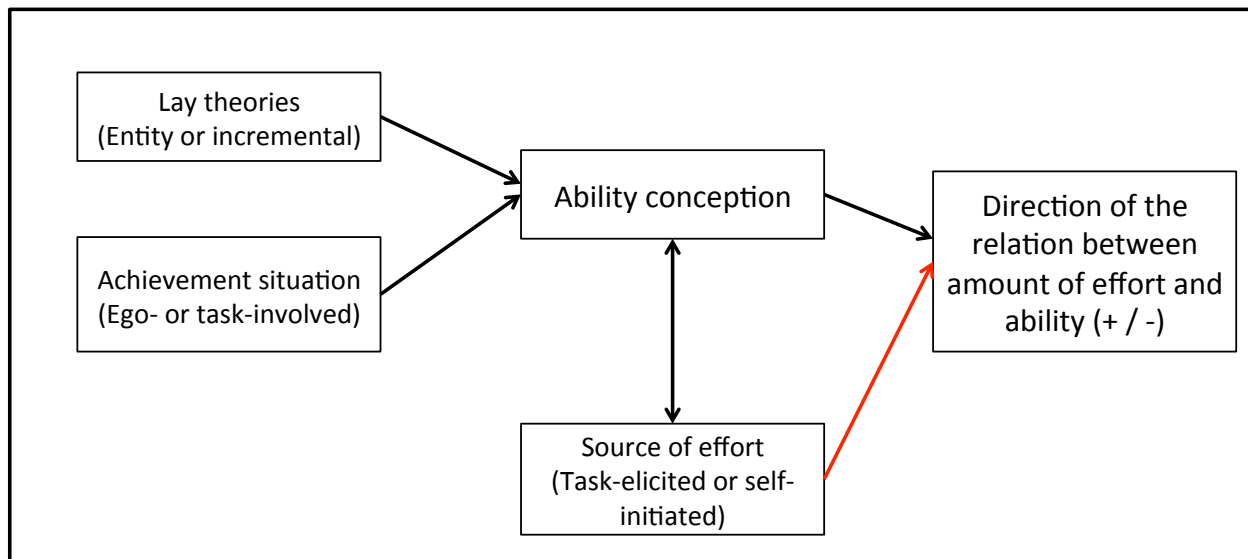 Lay theories
(Entity or incremental)
Achievement situation
(Ego- or task-involved)
Ability conception
Source of effort
(Task-elicited or self-
initiated)
Direction of the
relation between
amount of effort and
ability (+ / -)